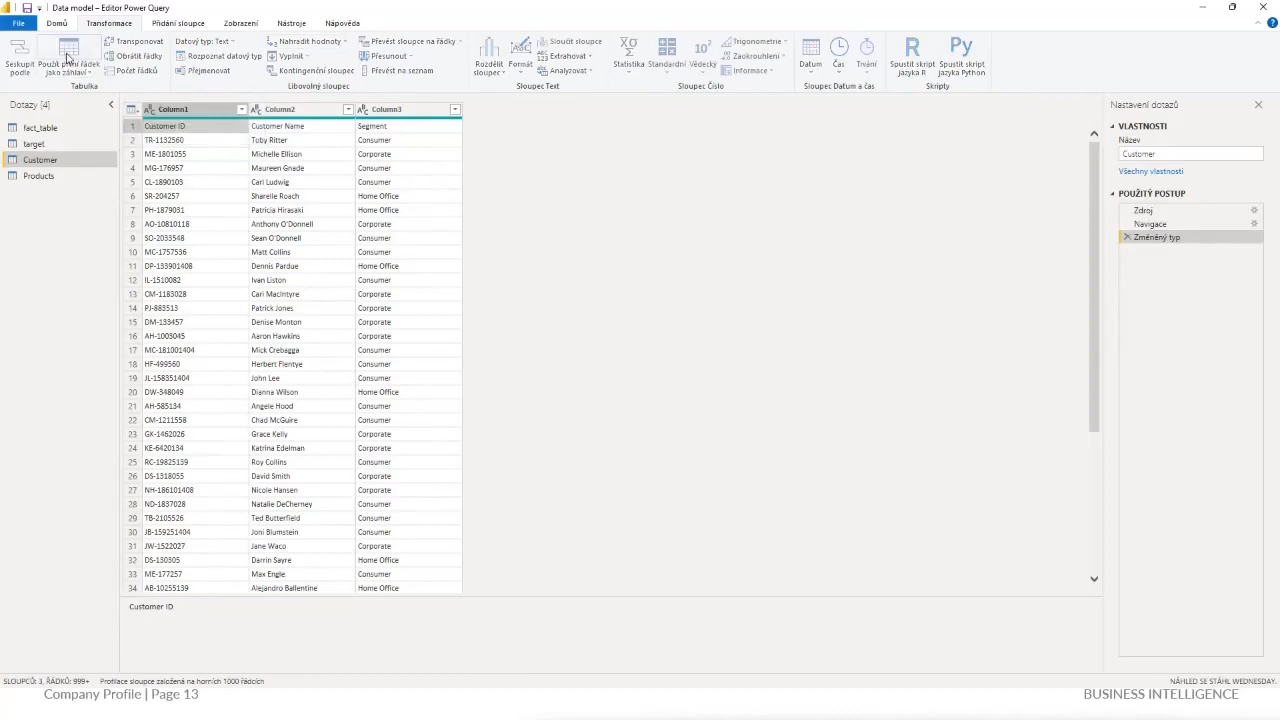 Data model – Editor Power Query
File Domů Transformace Přidání sloupce Zobrazení Nástroje Nápověda
Seskupit podle
Použít první řádek jako záhlaví
Transponovat
Obrátit řádky
Počet řádků
Tabulka
Datový typ: Text
Rozpoznat datový typ
Přejmenovat
Nahradit hodnoty
Vyplnit
Kontingenční sloupec
Převést sloupce na řádky
Přesunout
Převést na seznam
Libovolný sloupec
Rozdělit sloupec
Formát
Sloučit sloupce
Extrahovat
Analyzovat
Sloupec Text
Statistika
Standardní
Vědecký
Trigonometrie
Zaokrouhlení
Informace
Sloupec Číslo
Datum
Čas
Trvání
Sloupec Datum a čas
Spustit skript jazyka R
Spustit skript jazyka Python
Skripty
Dotazy [4]
fact_table
target
Customer
Products
Column1 Column2 Column3
1 Customer ID Customer Name Segment
2 TR-1132560 Toby Ritter Consumer
3 ME-1801055 Michelle Ellison Corporate
4 MG-176957 Maureen Gnade Consumer
5 CL-1890103 Carl Ludwig Consumer
6 SR-204257 Sharelle Roach Home Office
7 PH-1879031 Patricia Hirasaki Home Office
8 AO-10810118 Anthony O'Donnell Corporate
9 SO-2033548 Sean O'Donnell Consumer
10 MC-1757536 Matt Collins Consumer
11 DP-133901408 Dennis Pardue Home Office
12 IL-1510082 Ivan Liston Consumer
13 CM-1183028 Cari MacIntyre Corporate
14 PJ-883513 Patrick Jones Corporate
15 DM-133457 Denise Monton Corporate
16 AH-1003045 Aaron Hawkins Corporate
17 MC-181001404 Mick Crebagga Consumer
18 HF-499560 Herbert Flentye Consumer
19 JL-158351404 John Lee Consumer
20 DW-348049 Dianna Wilson Home Office
21 AH-585134 Angele Hood Consumer
22 CM-1211558 Chad McGuire Consumer
23 GK-1462026 Grace Kelly Corporate
24 KE-6420134 Katrina Edelman Corporate
25 RC-19825139 Roy Collins Consumer
26 DS-1318055 David Smith Corporate
27 NH-186101408 Nicole Hansen Corporate
28 ND-1837028 Natalie DeCherney Consumer
29 TB-2105526 Ted Butterfield Consumer
30 JB-159251404 Joni Blumstein Consumer
31 JW-1522027 Jane Waco Corporate
32 DS-130305 Darrin Sayre Home Office
33 ME-177257 Max Engle Consumer
34 AB-10255139 Alejandro Ballentine Home Office
Customer ID
Nastavení dotazů
VLASTNOSTI
Název
Customer
Všechny vlastnosti
POUŽITÝ POSTUP
Zdroj
Navigace
Změněný typ
SLOUPCŮ: 3, ŘÁDKŮ: 999+ Profilace sloupce založená na horních 1000 řádcích
NÁHLED SE STÁHL WEDNESDAY.
Company Profile | Page 13
BUSINESS INTELLIGENCE